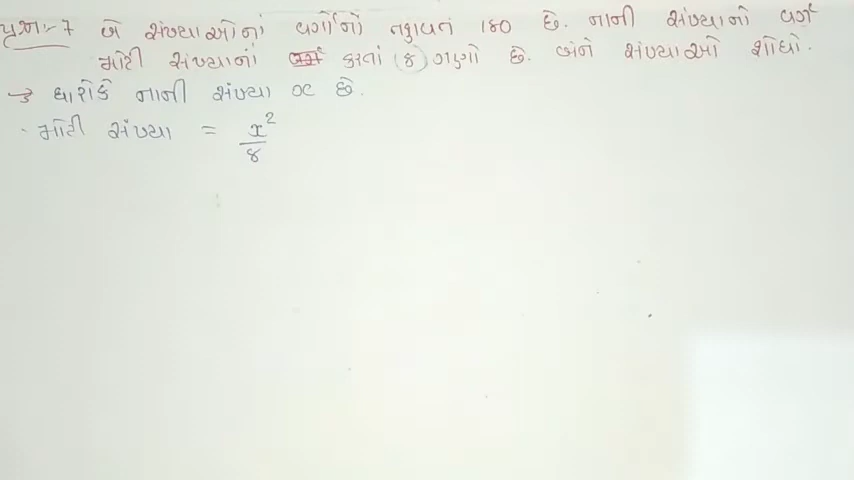 પ્રશ્ન:- 7 બે સંખ્યાઓનાં વર્ગોનો તફાવત 180 છે. નાની સંખ્યાનો વર્ગ
મોટી સંખ્યાનાં કરતાં (8) ગણો છે. બંને સંખ્યાઓ શોધો.
→ ધારોકે નાની સંખ્યા x છે.
∴ મોટી સંખ્યા = x²/8